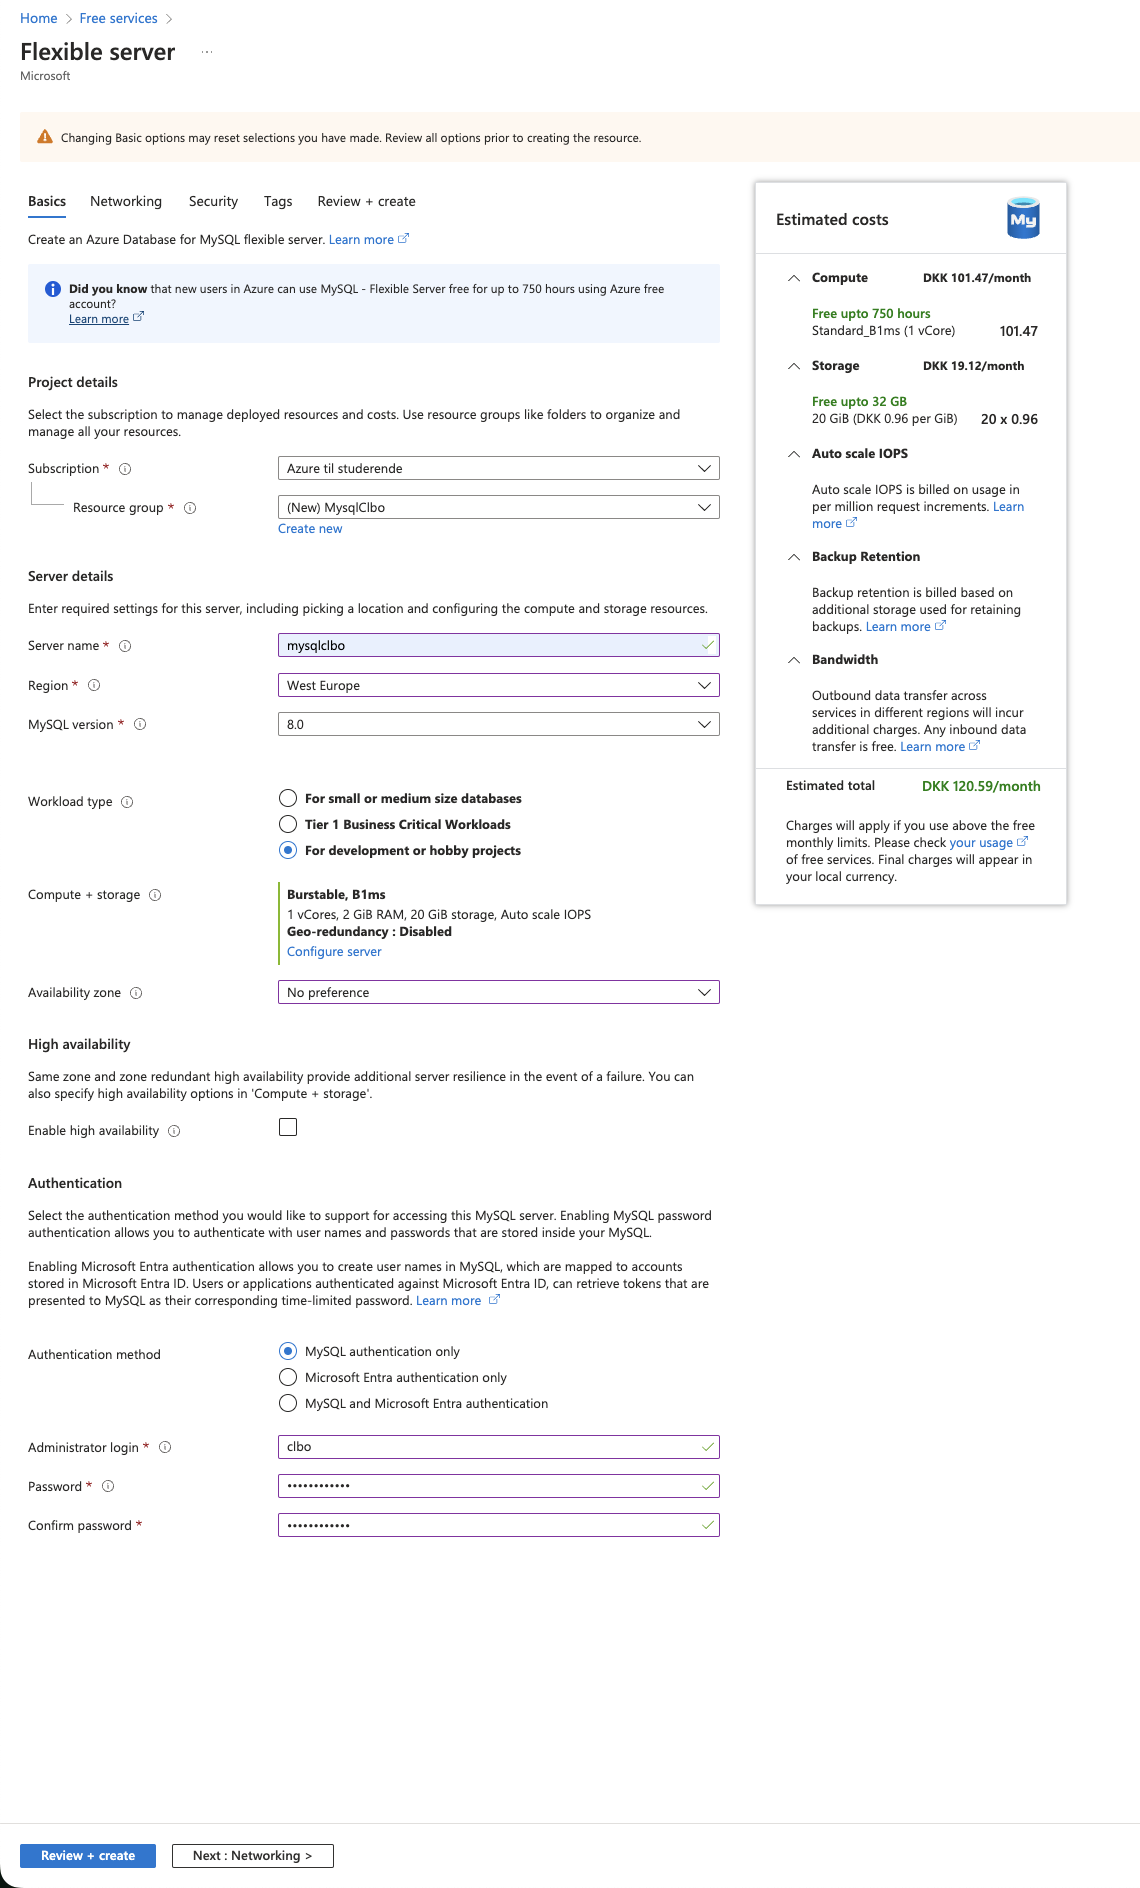 Home > Free services >
Flexible server ...
Microsoft
Changing Basic options may reset selections you have made. Review all options prior to creating the resource.
Basics Networking Security Tags Review + create
Create an Azure Database for MySQL flexible server. Learn more
Did you know that new users in Azure can use MySQL - Flexible Server free for up to 750 hours using Azure free
account?
Learn more
Project details
Select the subscription to manage deployed resources and costs. Use resource groups like folders to organize and
manage all your resources.
Subscription *
Azure til studerende
Resource group *
(New) MysqlClbo
Create new
Server details
Enter required settings for this server, including picking a location and configuring the compute and storage resources.
Server name *
mysqlclbo
Region *
West Europe
MySQL version *
8.0
Workload type
For small or medium size databases
Tier 1 Business Critical Workloads
For development or hobby projects
Compute + storage
Burstable, B1ms
1 vCores, 2 GiB RAM, 20 GiB storage, Auto scale IOPS
Geo-redundancy : Disabled
Configure server
Availability zone
No preference
High availability
Same zone and zone redundant high availability provide additional server resilience in the event of a failure. You can
also specify high availability options in 'Compute + storage'.
Enable high availability
Authentication
Select the authentication method you would like to support for accessing this MySQL server. Enabling MySQL password
authentication allows you to authenticate with user names and passwords that are stored inside your MySQL.
Enabling Microsoft Entra authentication allows you to create user names in MySQL, which are mapped to accounts
stored in Microsoft Entra ID. Users or applications authenticated against Microsoft Entra ID, can retrieve tokens that are
presented to MySQL as their corresponding time-limited password. Learn more
Authentication method
MySQL authentication only
Microsoft Entra authentication only
MySQL and Microsoft Entra authentication
Administrator login *
clbo
Password *
••••••••••••
Confirm password *
••••••••••••
Estimated costs
My
Compute DKK 101.47/month
Free upto 750 hours
Standard_B1ms (1 vCore) 101.47
Storage DKK 19.12/month
Free upto 32 GB
20 GiB (DKK 0.96 per GiB) 20 x 0.96
Auto scale IOPS
Auto scale IOPS is billed on usage in
per million request increments. Learn
more
Backup Retention
Backup retention is billed based on
additional storage used for retaining
backups. Learn more
Bandwidth
Outbound data transfer across
services in different regions will incur
additional charges. Any inbound data
transfer is free. Learn more
Estimated total DKK 120.59/month
Charges will apply if you use above the free
monthly limits. Please check your usage
of free services. Final charges will appear in
your local currency.
Review + create
Next : Networking >